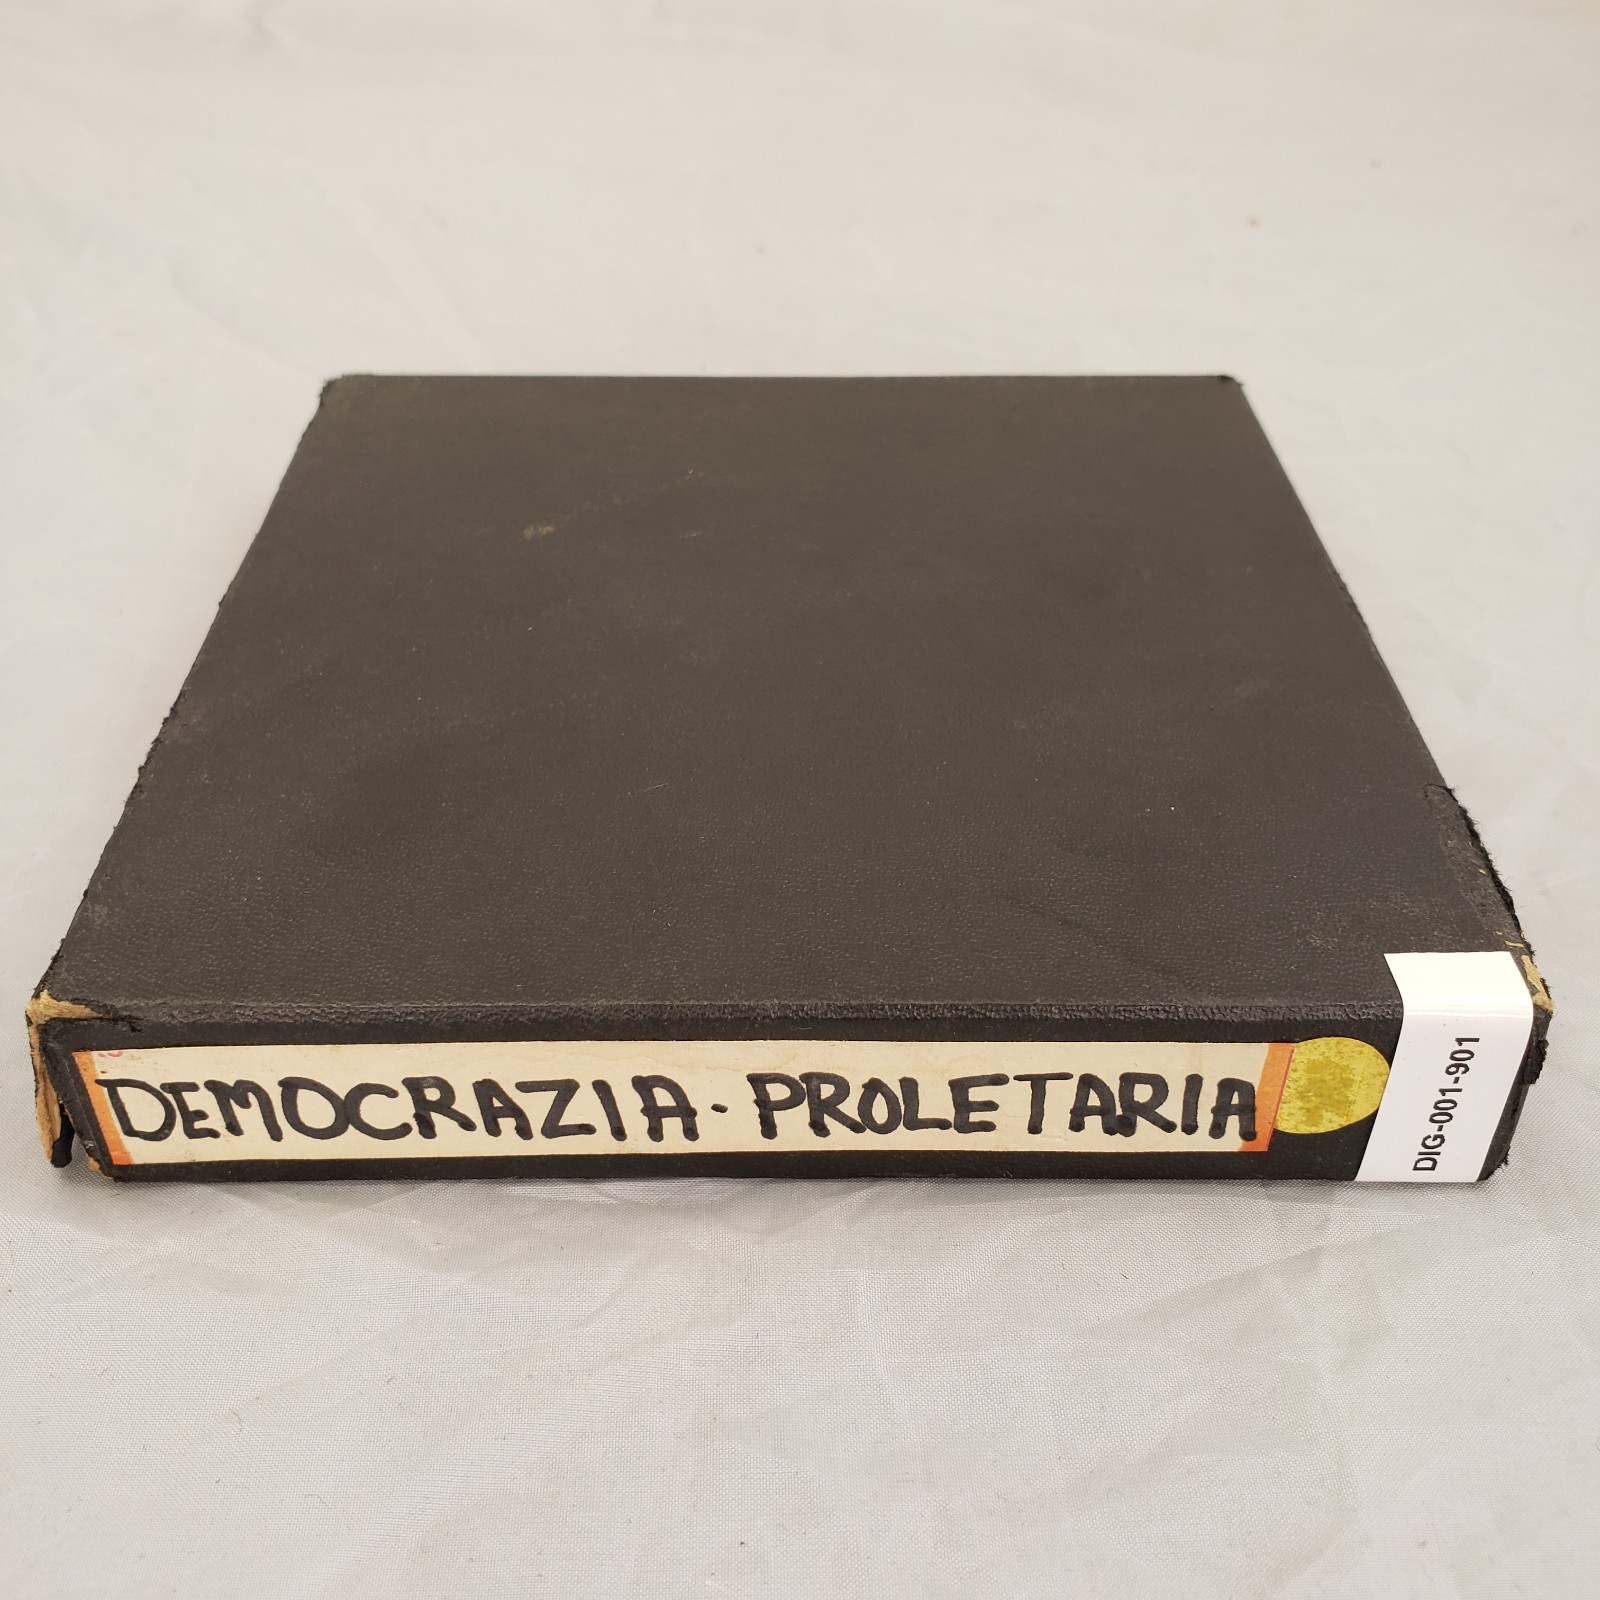 DEMOCRAZIA · PROLETARIA
DIG-001-901